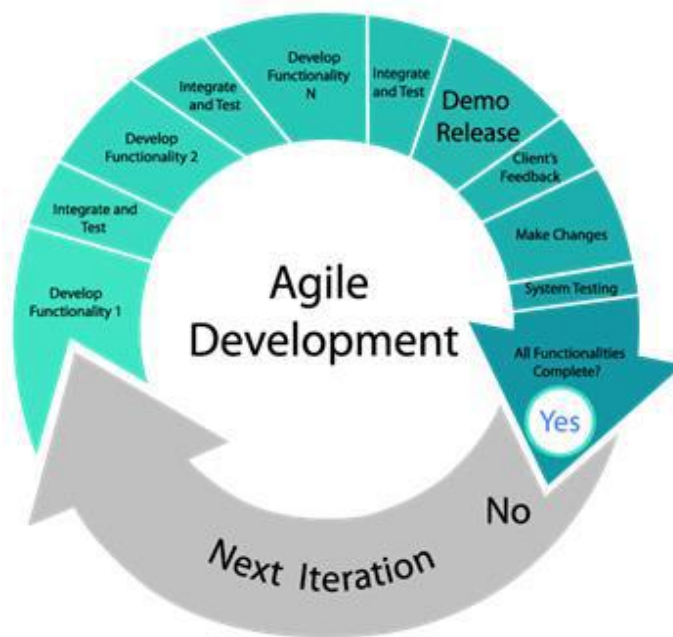 Develop
Functionality 1
Integrate and
Test
Develop
Functionality 2
Integrate
and Test
Develop
Functionality
N
Integrate
and Test
Demo
Release
Client's
Feedback
Make Changes
System Testing
All Functionalities
Complete?
Yes
No
Next Iteration
Agile
Development